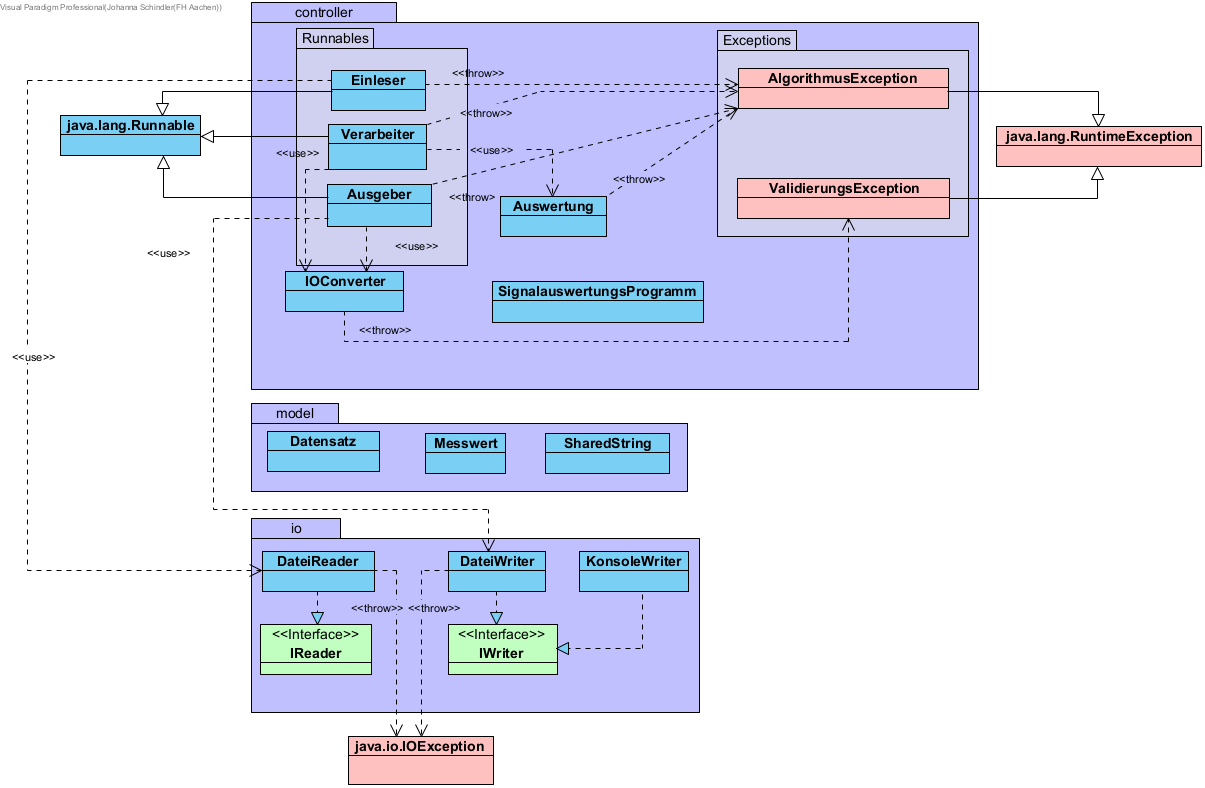 Visual Paradigm Professional(Johanna Schindler(FH Aachen))
controller
Runnables
Exceptions
Einleser
<<throw>>
AlgorithmusException
<<throw>>
java.lang.Runnable
Verarbeiter
java.lang.RuntimeException
<<use>>
<<use>>
<<throw>>
Ausgeber
<<throw>
ValidierungsException
Auswertung
<<use>>
<<use>>
IOConverter
SignalauswertungsProgramm
<<throw>>
<<use>>
model
Datensatz
Messwert
SharedString
io
DateiReader
DateiWriter
KonsoleWriter
<<throw>>
<<throw>>
<<Interface>>
IReader
<<Interface>>
IWriter
java.io.IOException